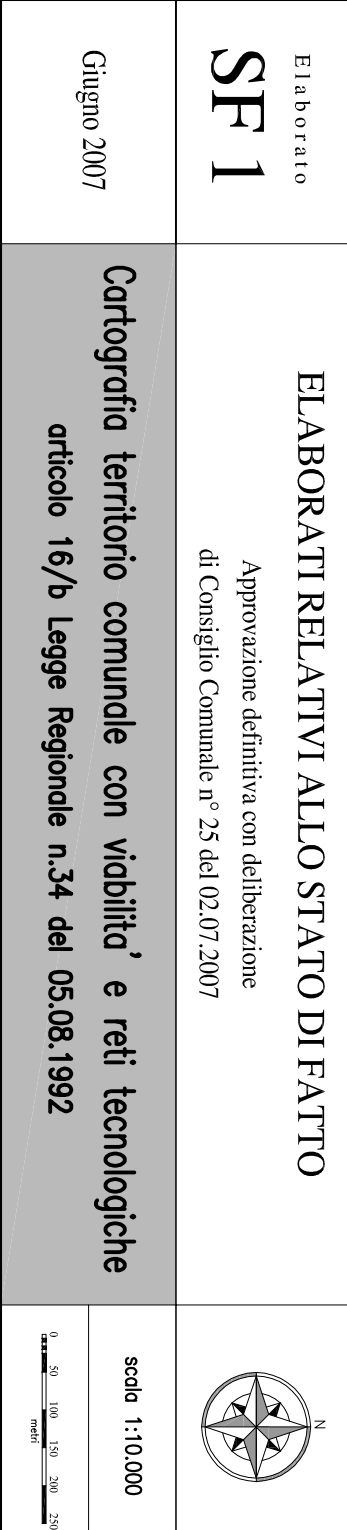 Elaborato
SF 1
ELABORATI RELATIVI ALLO STATO DI FATTO
Approvazione definitiva con deliberazione
di Consiglio Comunale n° 25 del 02.07.2007
N
Giugno 2007
Cartografia territorio comunale con viabilita' e reti tecnologiche
articolo 16/b Legge Regionale n.34 del 05.08.1992
scala 1:10.000
0 50 100 150 200 250
metri